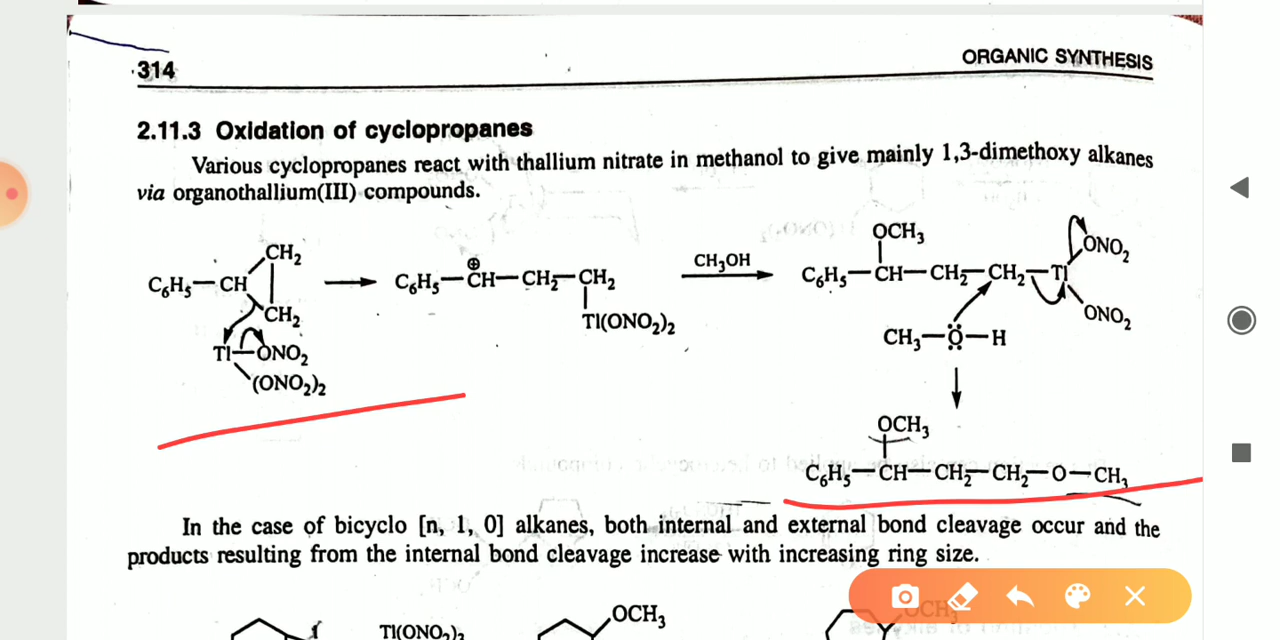 314
ORGANIC SYNTHESIS
2.11.3 Oxidation of cyclopropanes
Various cyclopropanes react with thallium nitrate in methanol to give mainly 1,3-dimethoxy alkanes
via organothallium(III) compounds.
OCH₃
CH₂
C₆H₅—CH
CH₂
Tl—ONO₂
(ONO₂)₂
⊕
C₆H₅—CH—CH₂—CH₂
Tl(ONO₂)₂
CH₃OH
C₆H₅—CH—CH₂—CH₂—Tl
ONO₂
ONO₂
CH₃—O—H
OCH₃
C₆H₅—CH—CH₂—CH₂—O—CH₃
In the case of bicyclo [n, 1, 0] alkanes, both internal and external bond cleavage occur and the
products resulting from the internal bond cleavage increase with increasing ring size.
Tl(ONO₂)₃
OCH₃
OCH₃